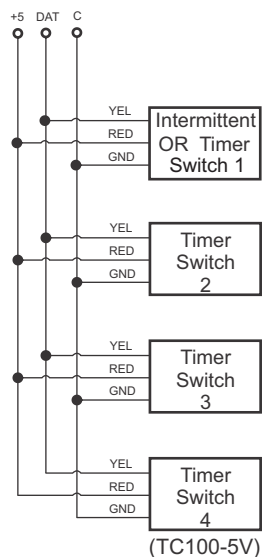 +5 DAT C
YEL
RED
GND
Intermittent
OR Timer
Switch 1
YEL
RED
GND
Timer
Switch
2
YEL
RED
GND
Timer
Switch
3
YEL
RED
GND
Timer
Switch
4
(TC100-5V)